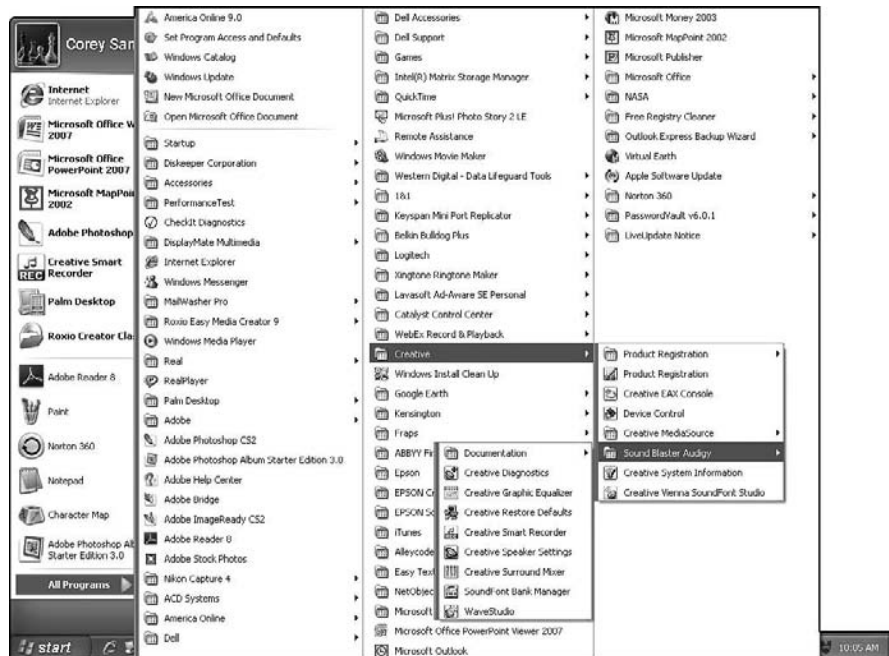 Corey San
Internet
Internet Explorer
Microsoft Office W
2007
Microsoft Office
PowerPoint 2007
Microsoft MapPoi
2002
Adobe Photoshop
Creative Smart
Recorder
REC
Palm Desktop
Roxio Creator Cla
Adobe Reader 8
Paint
Norton 360
Notepad
Character Map
Adobe Photoshop Alb
Starter Edition 3.0
All Programs
start
America Online 9.0
Set Program Access and Defaults
Windows Catalog
Windows Update
New Microsoft Office Document
Open Microsoft Office Document
Startup
Diskeeper Corporation
Accessories
PerformanceTest
CheckIt Diagnostics
DisplayMate Multimedia
Internet Explorer
Windows Messenger
MailWasher Pro
Roxio Easy Media Creator 9
Windows Media Player
Real
RealPlayer
Palm Desktop
Adobe
Adobe Photoshop CS2
Adobe Photoshop Album Starter Edition 3.0
Adobe Help Center
Adobe Bridge
Adobe ImageReady CS2
Adobe Reader 8
Adobe Stock Photos
Nikon Capture 4
ACD Systems
America Online
Dell
Dell Accessories
Dell Support
Games
Intel(R) Matrix Storage Manager
QuickTime
Microsoft Plus! Photo Story 2 LE
Remote Assistance
Windows Movie Maker
Western Digital - Data Lifeguard Tools
1&1
Keyspan Mini Port Replicator
Belkin Bulldog Plus
Logitech
Xingtone Ringtone Maker
Lavasoft Ad-Aware SE Personal
Catalyst Control Center
WebEx Record & Playback
Creative
Windows Install Clean Up
Google Earth
Kensington
Fraps
ABBYY Fi
Epson
EPSON Cr
EPSON Sc
iTunes
Alleycode
Easy Text
NetObjec
Microsoft
Microsoft Office PowerPoint Viewer 2007
Microsoft Outlook
Documentation
Creative Diagnostics
Creative Graphic Equalizer
Creative Restore Defaults
Creative Smart Recorder
Creative Speaker Settings
Creative Surround Mixer
SoundFont Bank Manager
WaveStudio
Microsoft Money 2003
Microsoft MapPoint 2002
Microsoft Publisher
Microsoft Office
NASA
Free Registry Cleaner
Outlook Express Backup Wizard
Virtual Earth
Apple Software Update
Norton 360
PasswordVault v6.0.1
LiveUpdate Notice
Product Registration
Product Registration
Creative EAX Console
Device Control
Creative MediaSource
Sound Blaster Audigy
Creative System Information
Creative Vienna SoundFont Studio
10:05 AM